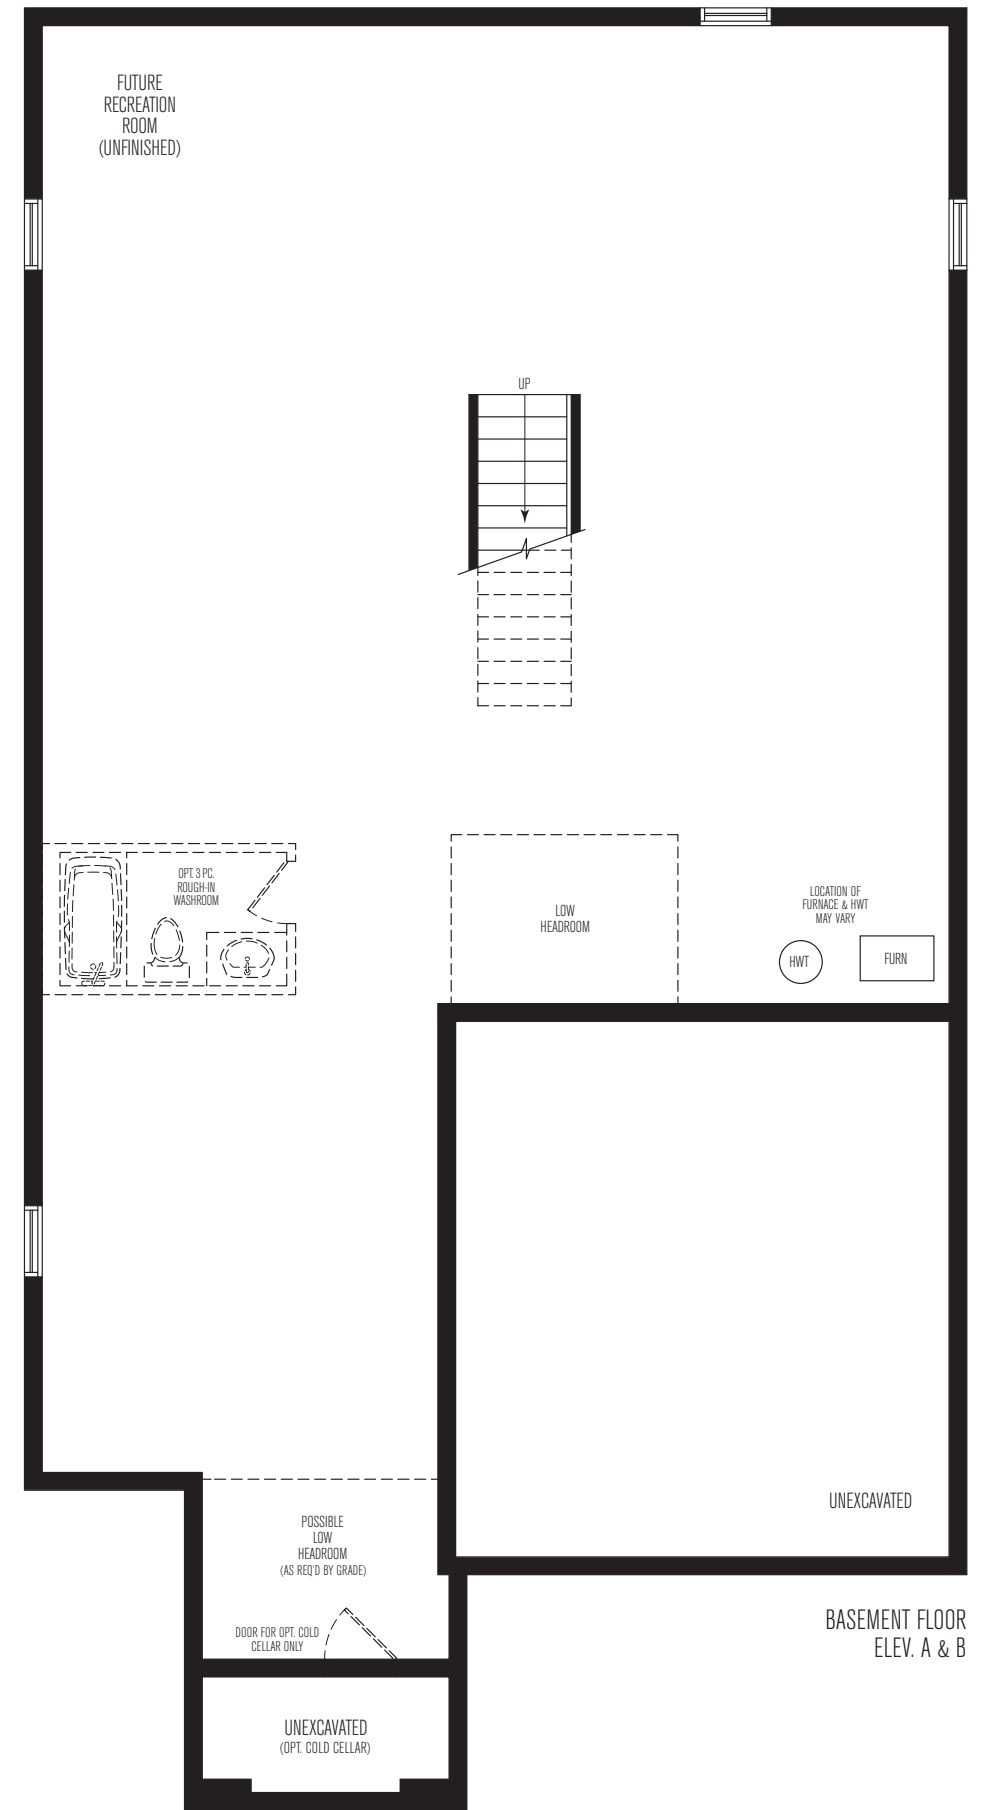 FUTURE
RECREATION
ROOM
(UNFINISHED)
UP
OPT. 3 PC.
ROUGH-IN
WASHROOM
LOW
HEADROOM
LOCATION OF
FURNACE & HWT
MAY VARY
HWT
FURN
UNEXCAVATED
POSSIBLE
LOW
HEADROOM
(AS REQ'D BY GRADE)
DOOR FOR OPT. COLD
CELLAR ONLY
BASEMENT FLOOR
ELEV. A & B
UNEXCAVATED
(OPT. COLD CELLAR)